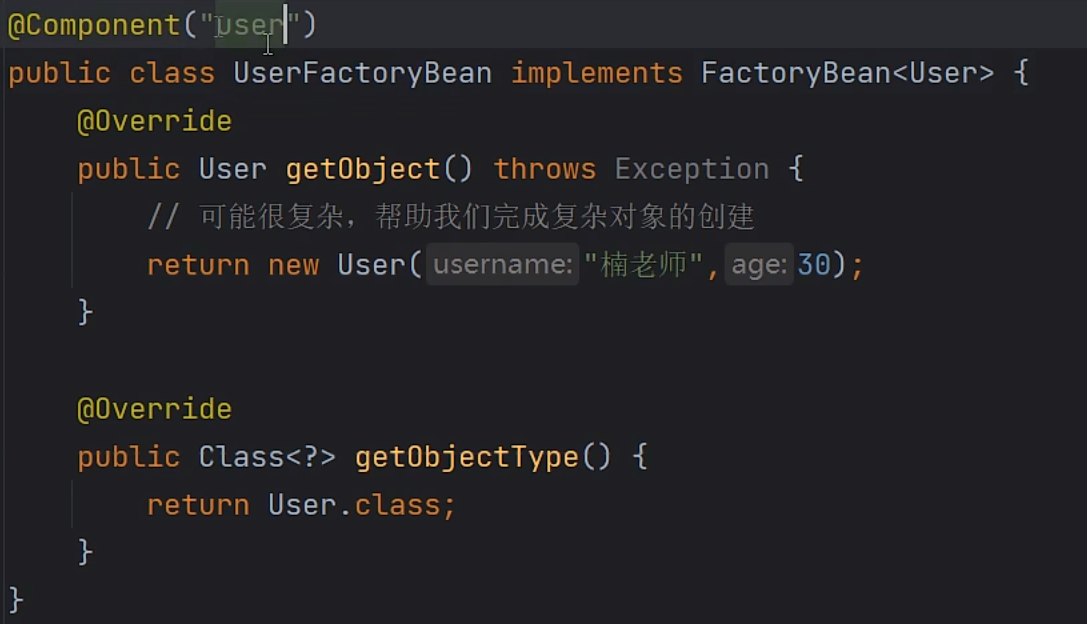 @Component("user")
public class UserFactoryBean implements FactoryBean<User> {
@Override
public User getObject() throws Exception {
// 可能很复杂，帮助我们完成复杂对象的创建
return new User( username: "楠老师", age: 30);
}
@Override
public Class<?> getObjectType() {
return User.class;
}
}